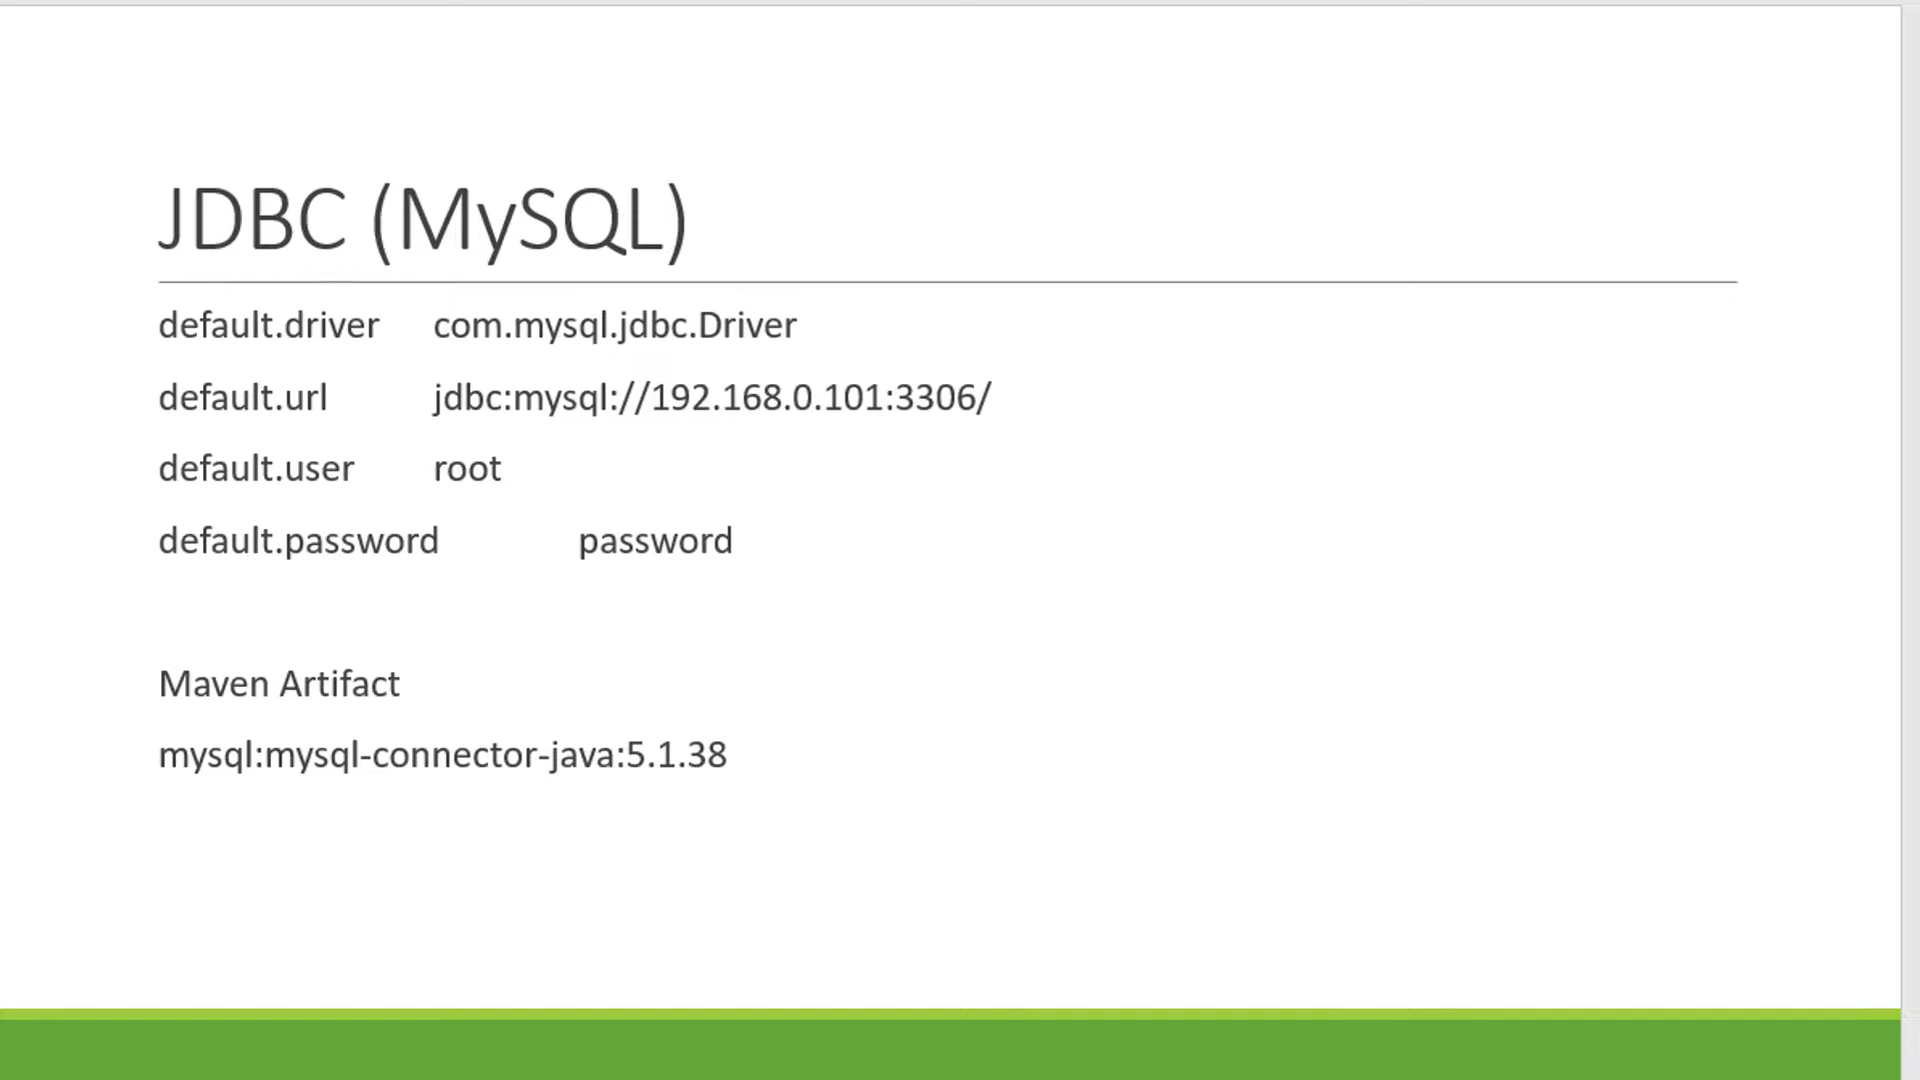 JDBC (MySQL)
default.driver com.mysql.jdbc.Driver
default.url jdbc:mysql://192.168.0.101:3306/
default.user root
default.password password
Maven Artifact
mysql:mysql-connector-java:5.1.38